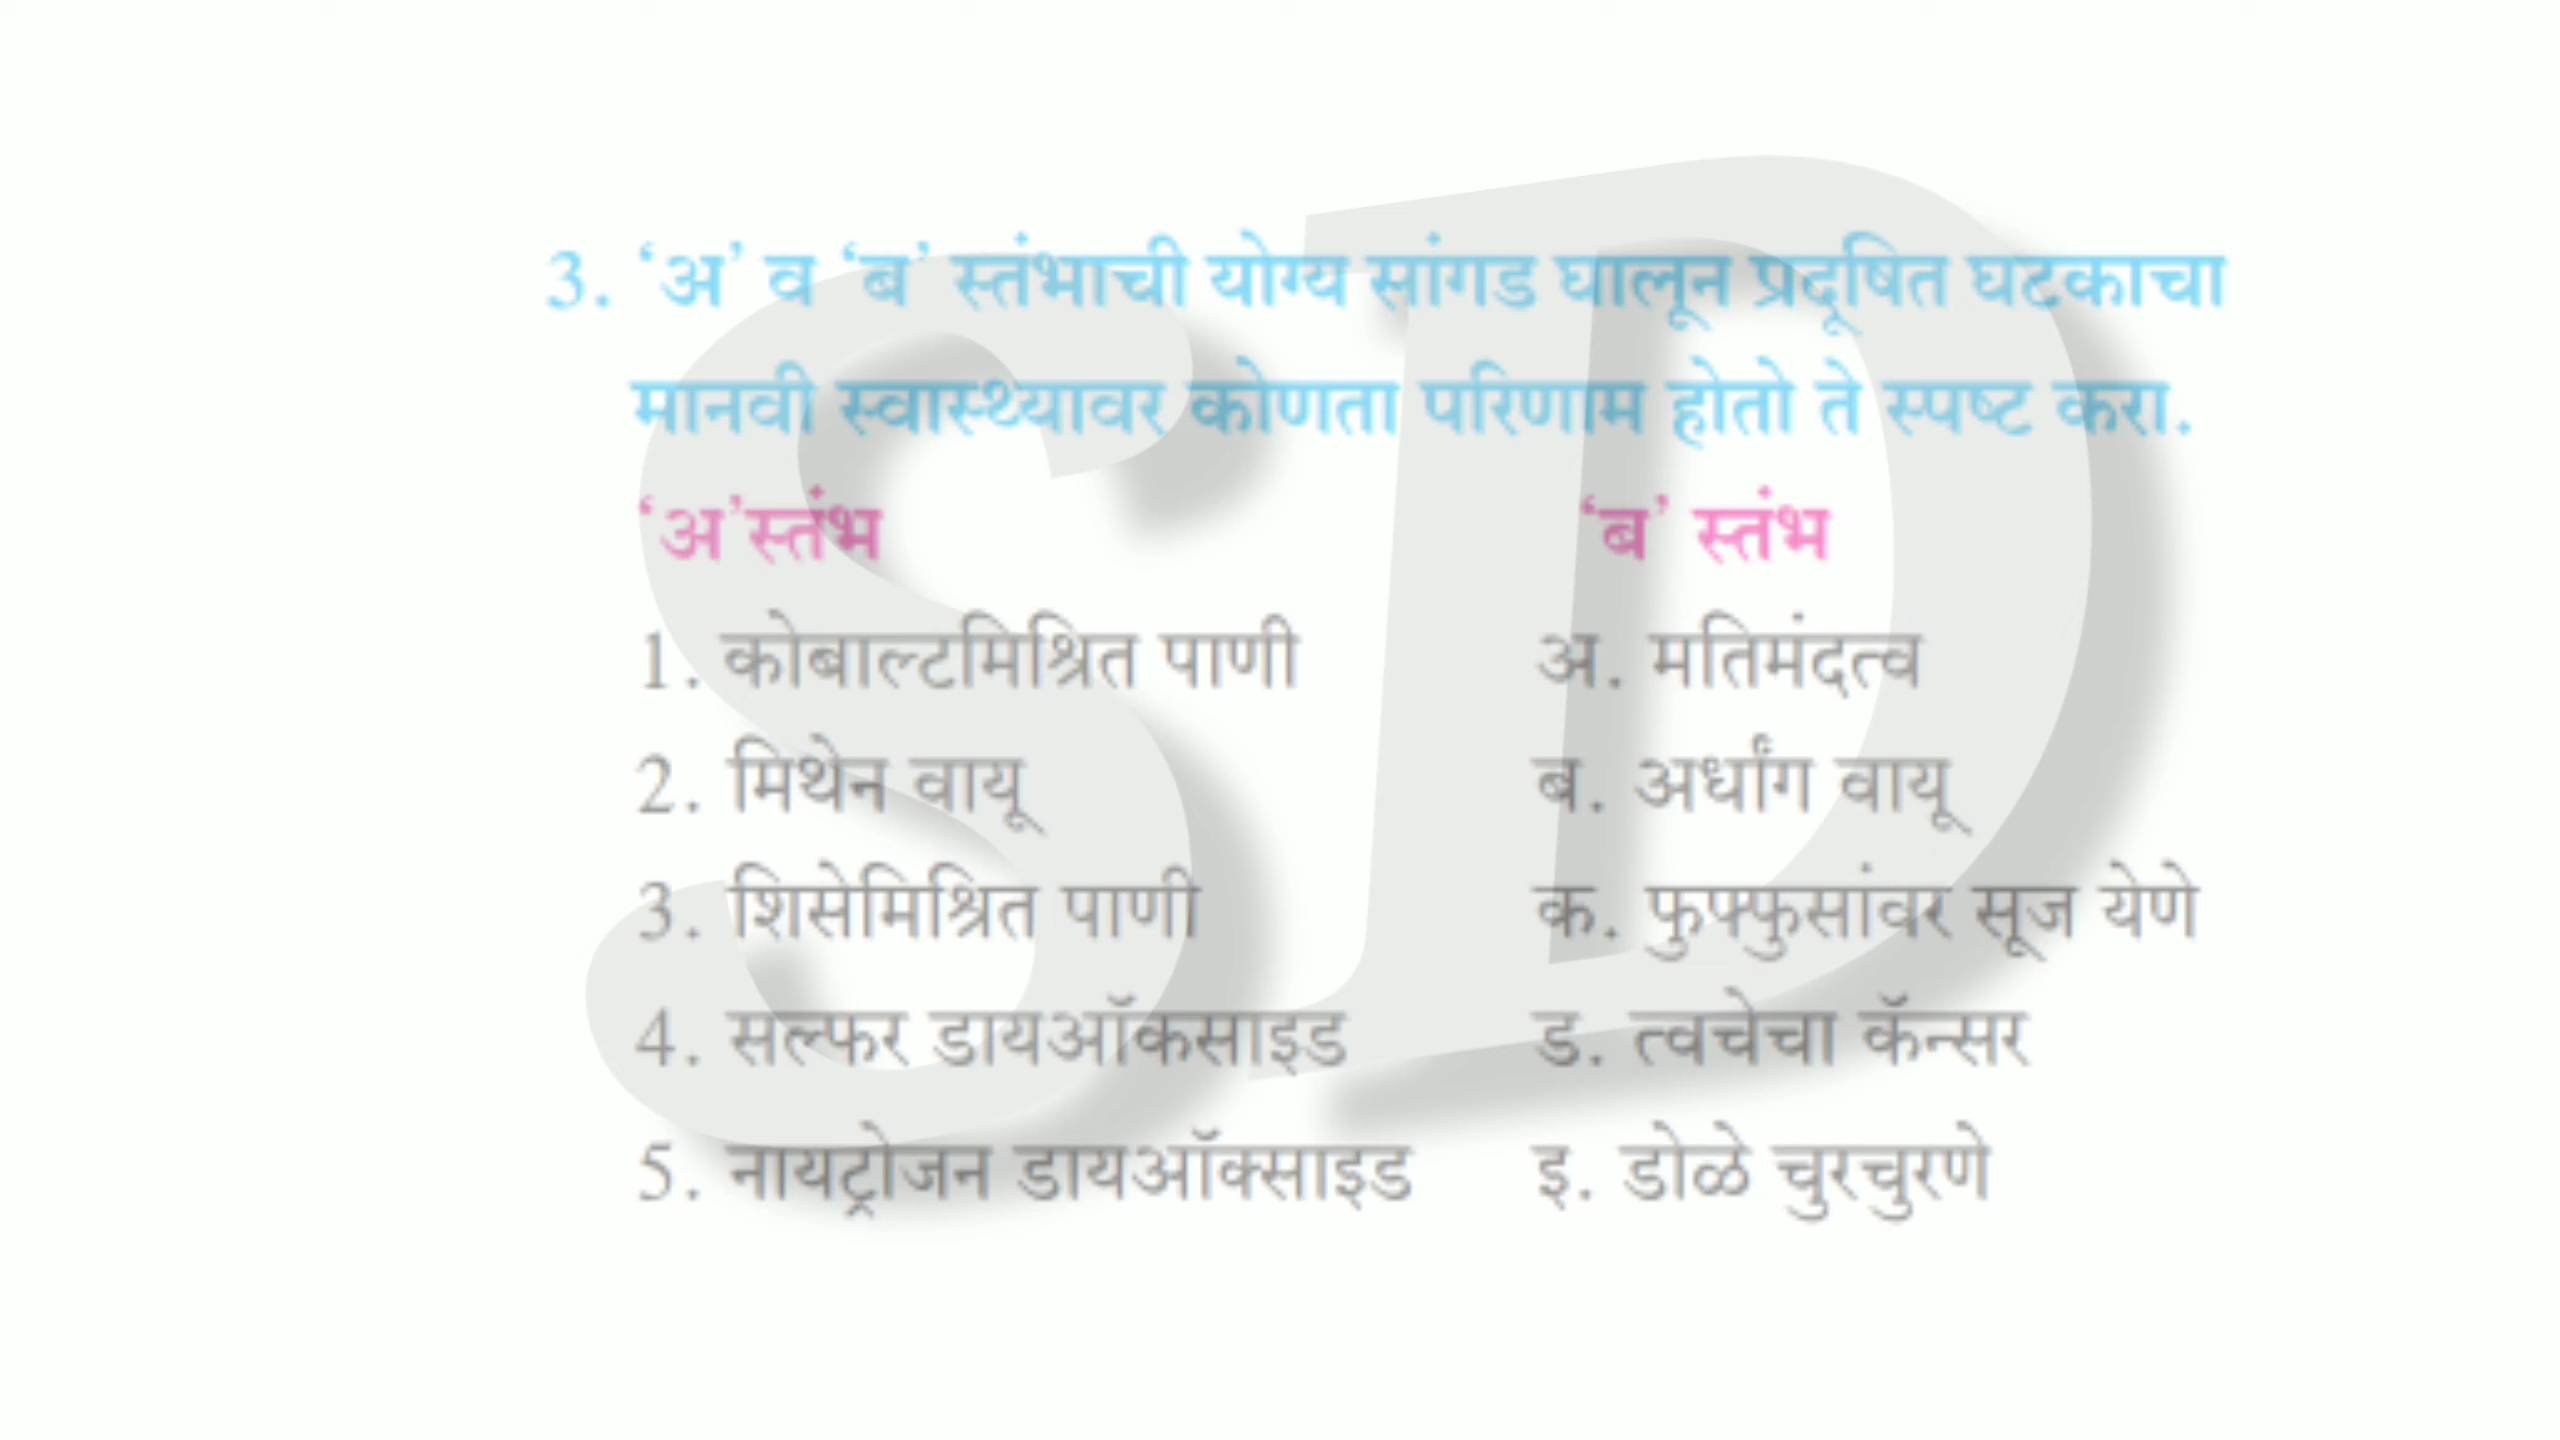 3. ‘अ’ व ‘ब’ स्तंभाची योग्य सांगड घालून प्रदूषित घटकाचा
मानवी स्वास्थ्यावर कोणता परिणाम होतो ते स्पष्ट करा.
‘अ’स्तंभ ‘ब’ स्तंभ
1. कोबाल्टमिश्रित पाणी अ. मतिमंदत्व
2. मिथेन वायू ब. अर्धांग वायू
3. शिसेमिश्रित पाणी क. फुफ्फुसांवर सूज येणे
4. सल्फर डायऑकसाइड ड. त्वचेचा कॅन्सर
5. नायट्रोजन डायऑक्साइड इ. डोळे चुरचुरणे
SD